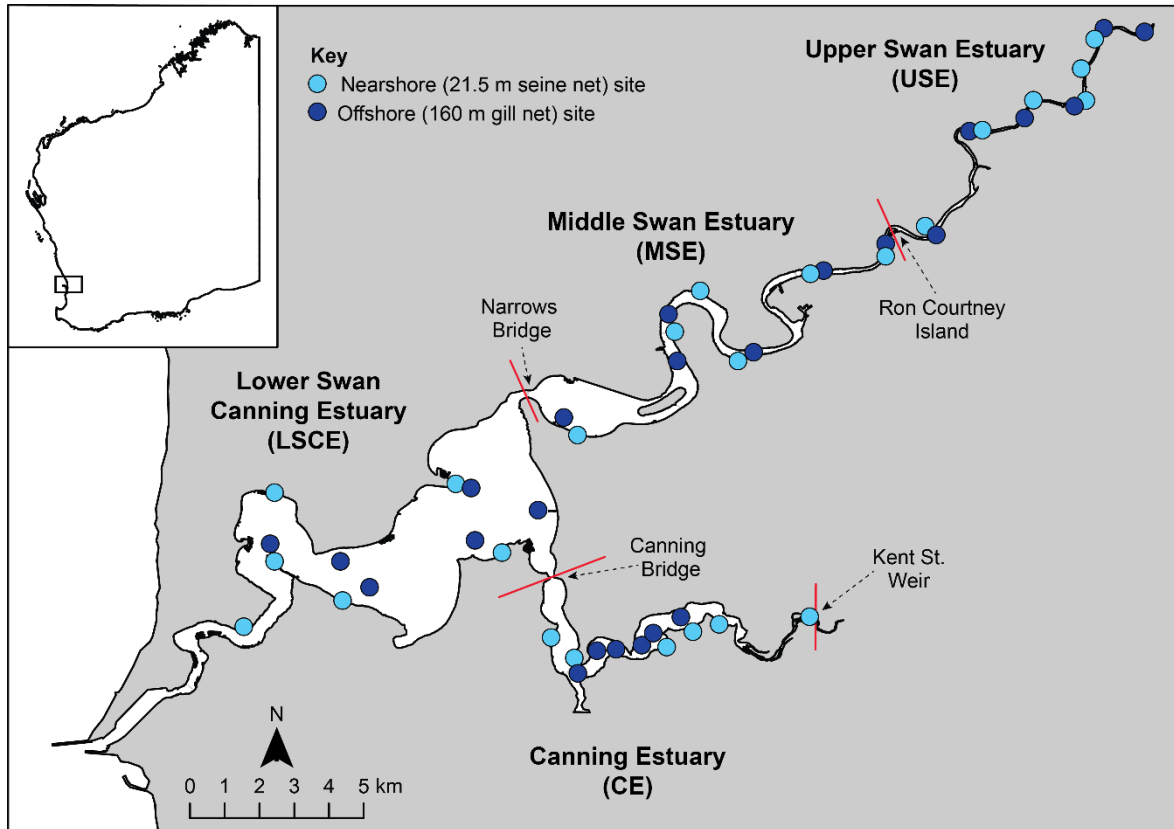 Key
Nearshore (21.5 m seine net) site
Offshore (160 m gill net) site
Upper Swan Estuary
(USE)
Middle Swan Estuary
(MSE)
Narrows
Bridge
Ron Courtney
Island
Lower Swan
Canning Estuary
(LSCE)
Canning
Bridge
Kent St.
Weir
Canning Estuary
(CE)
N
0 1 2 3 4 5 km